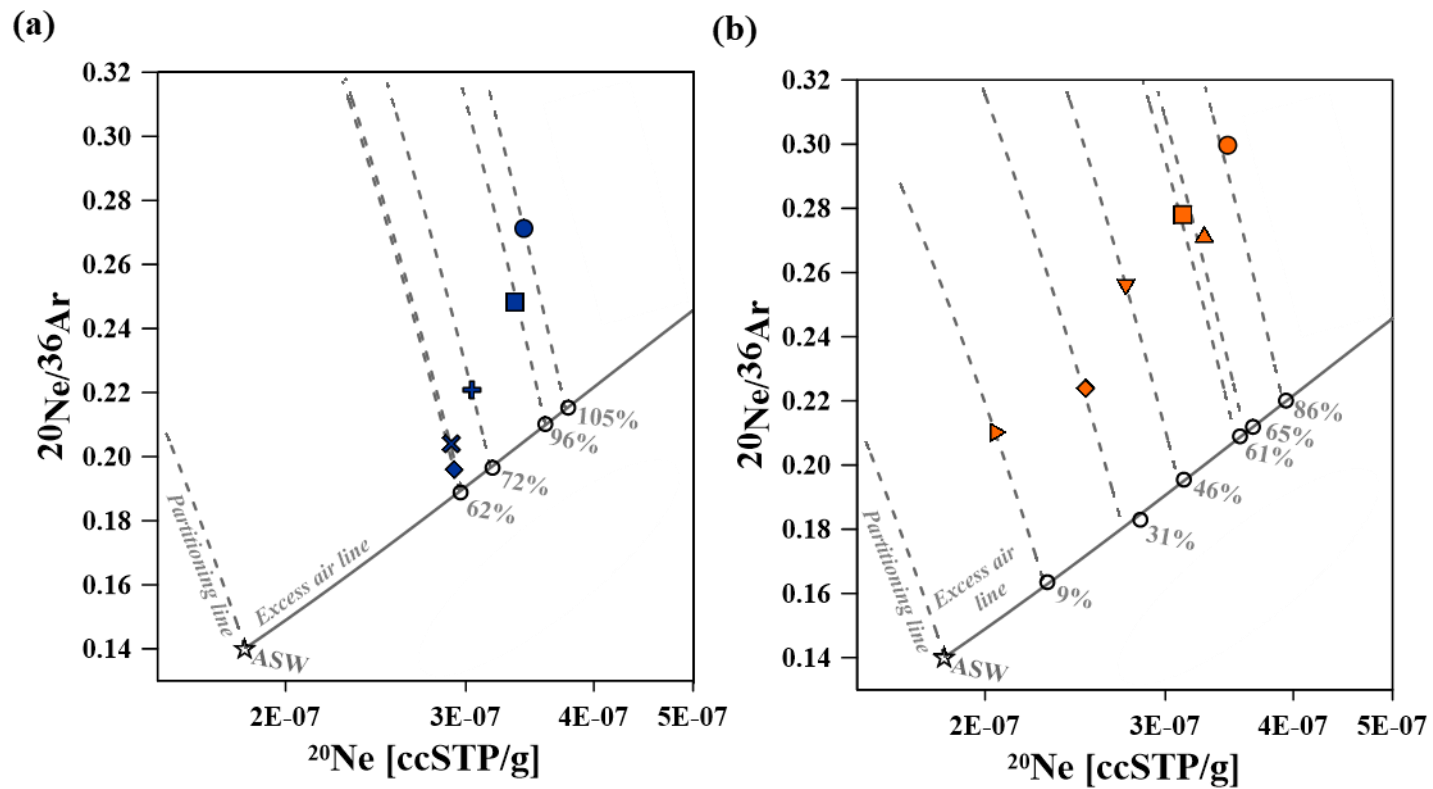 (a)
0.32
0.30
0.28
0.26
0.24
0.22
0.20
0.18
0.16
0.14
20Ne/36Ar
2E-07
3E-07
4E-07
5E-07
20Ne [ccSTP/g]
Partitioning line
Excess air line
ASW
62%
72%
96%
105%
(b)
0.32
0.30
0.28
0.26
0.24
0.22
0.20
0.18
0.16
0.14
20Ne/36Ar
2E-07
3E-07
4E-07
5E-07
20Ne [ccSTP/g]
Partitioning line
Excess air
line
ASW
9%
31%
46%
61%
65%
86%